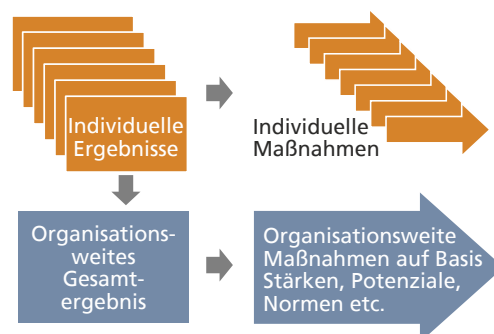 Individuelle
Ergebnisse
Individuelle
Maßnahmen
Organisations-
weites
Gesamt-
ergebnis
Organisationsweite
Maßnahmen auf Basis
Stärken, Potenziale,
Normen etc.